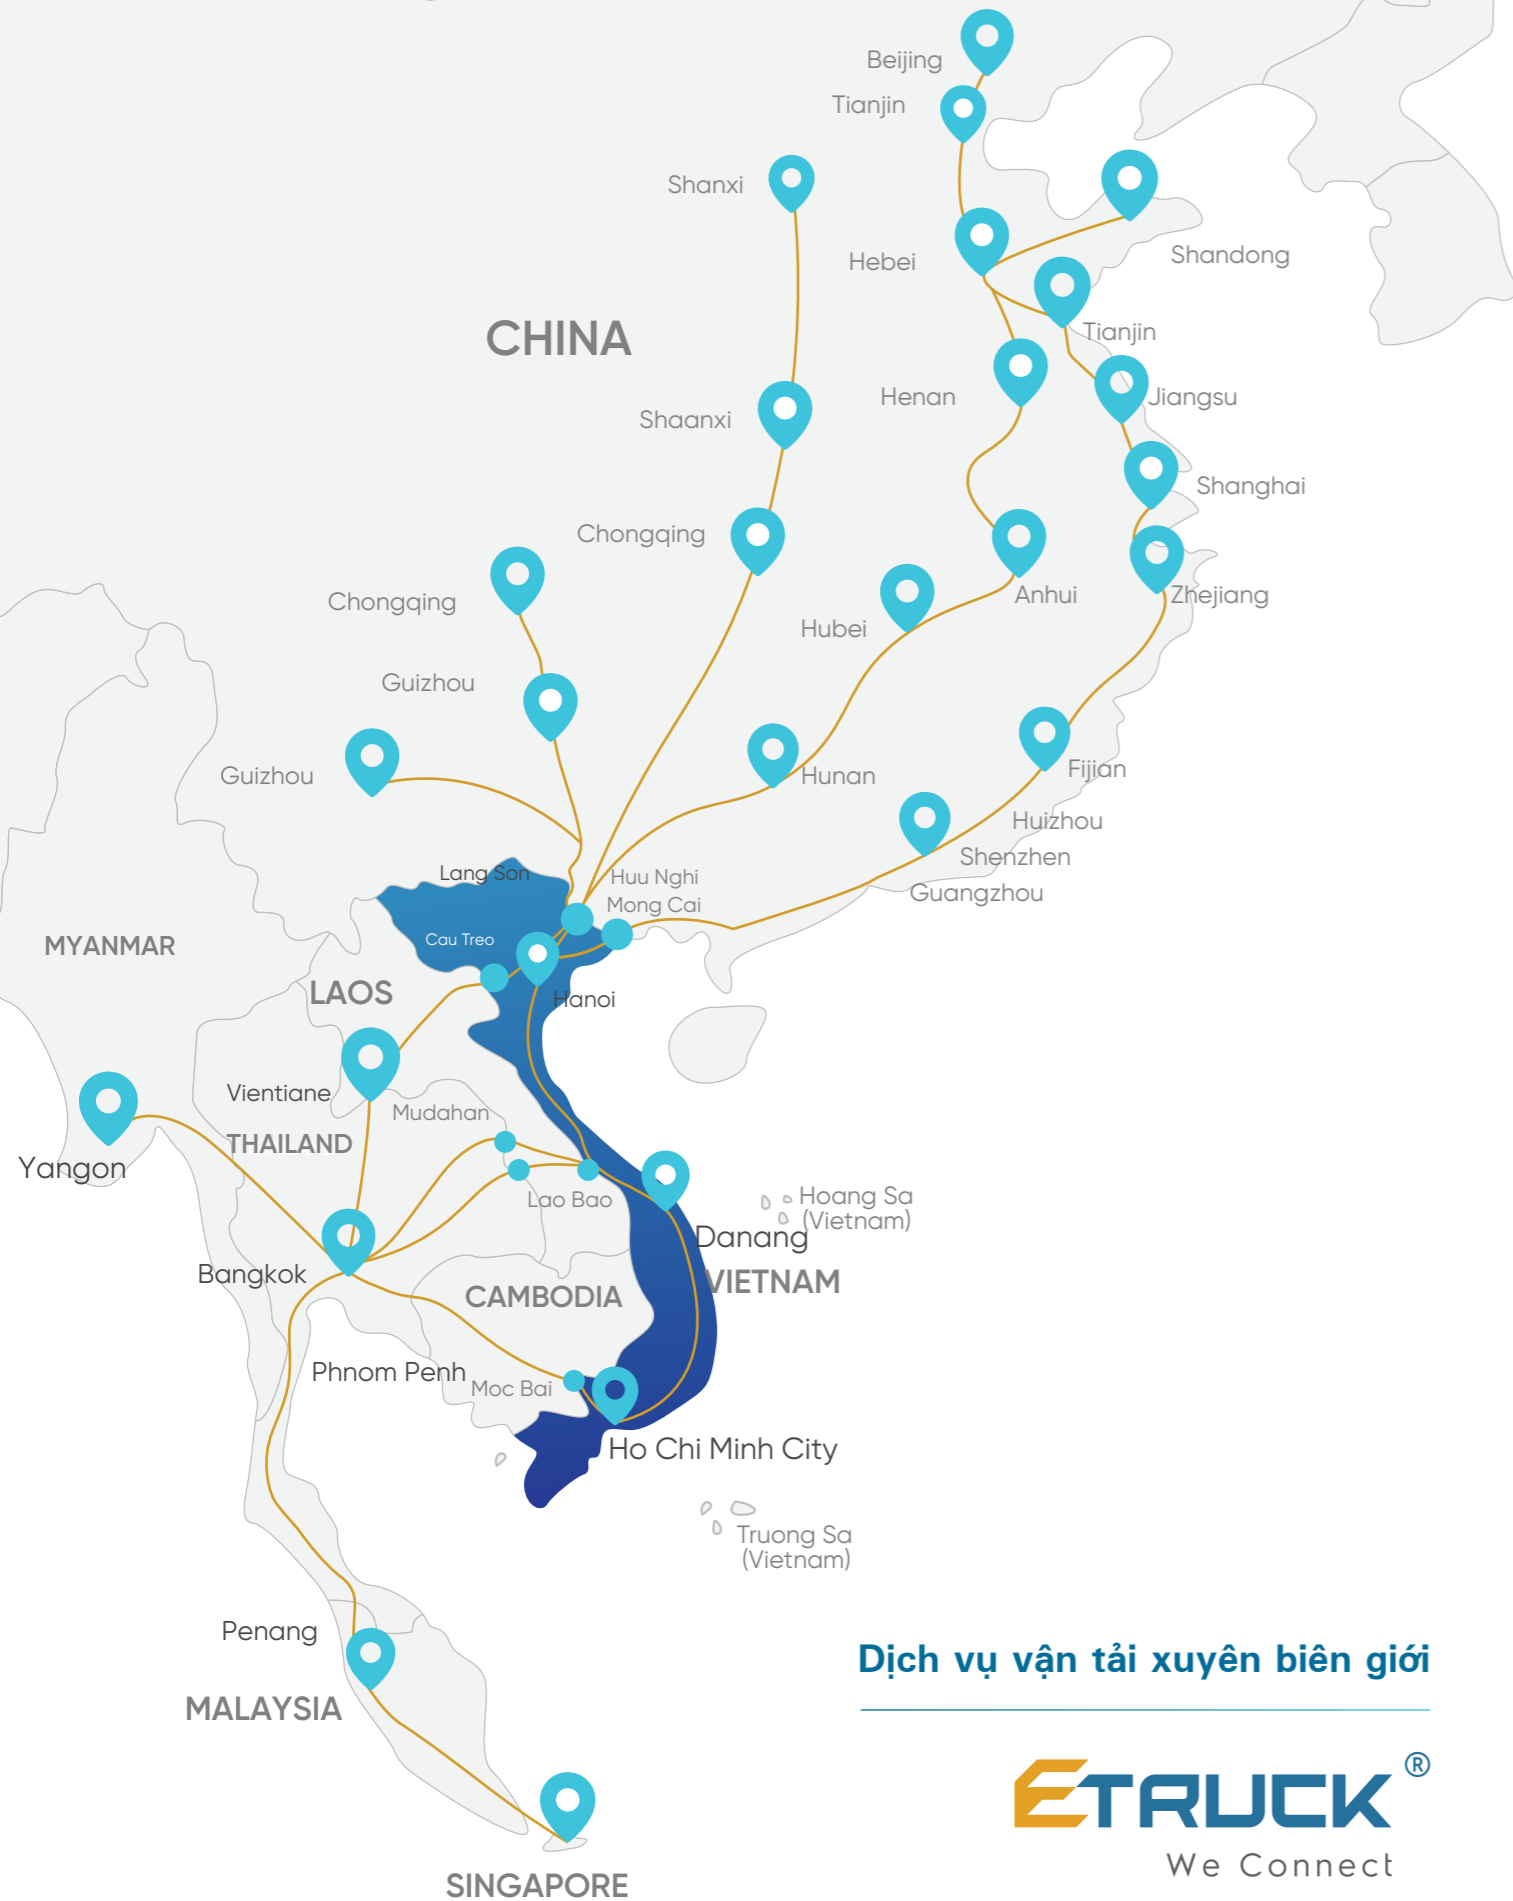 Beijing
Tianjin
Shanxi
Shandong
Hebei
Tianjin
CHINA
Henan
Jiangsu
Shaanxi
Shanghai
Chongqing
Anhui
Zhejiang
Chongqing
Hubei
Guizhou
Guizhou
Hunan
Fijian
Huizhou
Shenzhen
Guangzhou
Lang Son
Huu Nghi
Mong Cai
Cau Treo
MYANMAR
LAOS
Hanoi
Vientiane
Mudahan
THAILAND
Yangon
Lao Bao
Hoang Sa
(Vietnam)
Danang
Bangkok
VIETNAM
CAMBODIA
Phnom Penh
Moc Bai
Ho Chi Minh City
Truong Sa
(Vietnam)
Penang
MALAYSIA
SINGAPORE
Dịch vụ vận tải xuyên biên giới
ETRUCK ®
We Connect